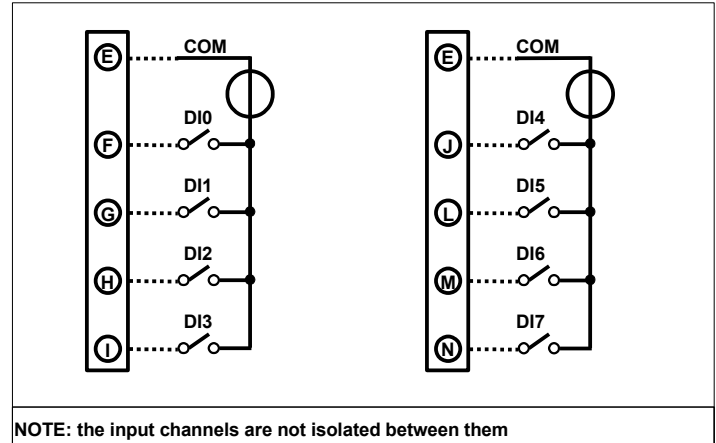 E COM
DI0
F
DI1
G
DI2
H
DI3
I
E COM
DI4
J
DI5
L
DI6
M
DI7
N
NOTE: the input channels are not isolated between them